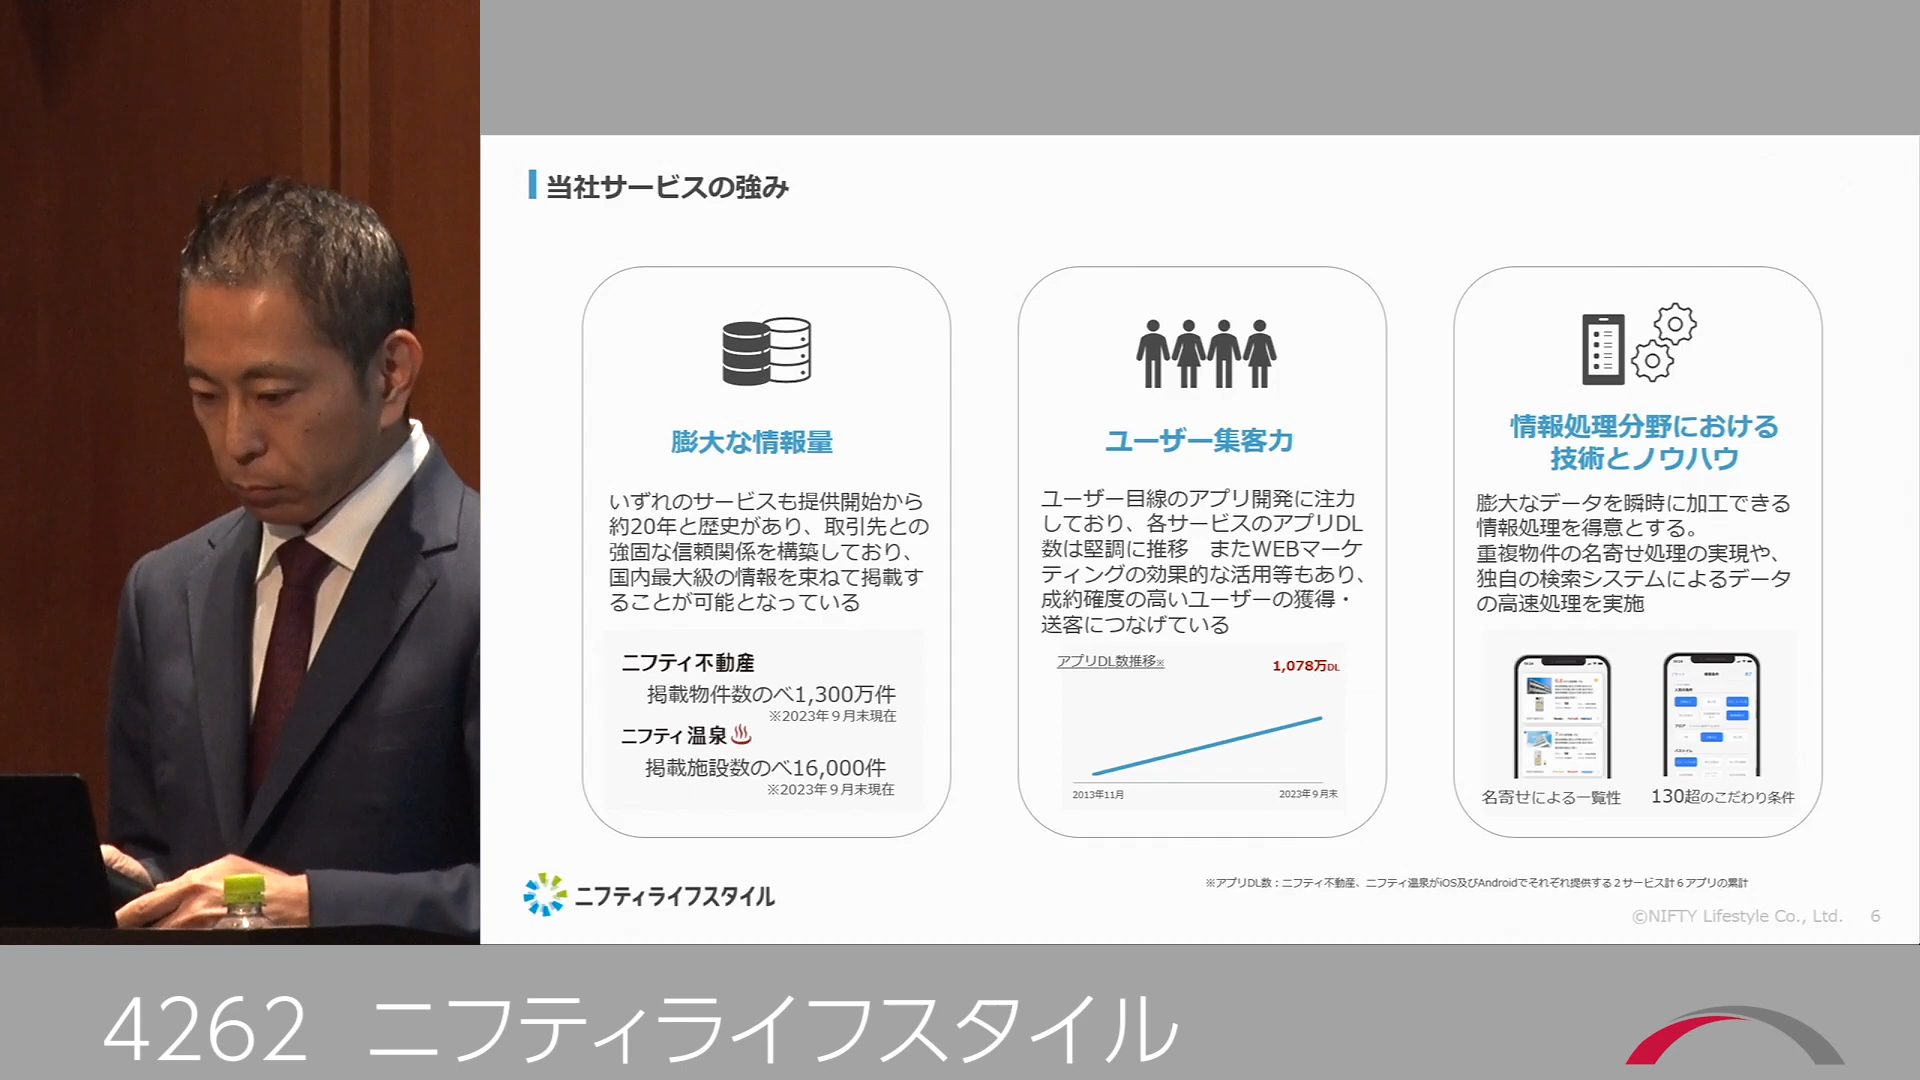 当社サービスの強み
膨大な情報量
いずれのサービスも提供開始から
約20年と歴史があり、取引先との
強固な信頼関係を構築しており、
国内最大級の情報を束ねて掲載す
ることが可能となっている
ニフティ不動産
掲載物件数のべ1,300万件
※2023年９月末現在
ニフティ温泉
掲載施設数のべ16,000件
※2023年９月末現在
ユーザー集客力
ユーザー目線のアプリ開発に注力
しており、各サービスのアプリDL
数は堅調に推移　またWEBマーケ
ティングの効果的な活用等もあり、
成約確度の高いユーザーの獲得・
送客につなげている
アプリDL数推移※
1,078万DL
2013年11月
2023年９月末
情報処理分野における
技術とノウハウ
膨大なデータを瞬時に加工できる
情報処理を得意とする。
重複物件の名寄せ処理の実現や、
独自の検索システムによるデータ
の高速処理を実施
名寄せによる一覧性
130超のこだわり条件
ニフティライフスタイル
※アプリDL数：ニフティ不動産、ニフティ温泉がiOS及びAndroidでそれぞれ提供する２サービス計６アプリの累計
©NIFTY Lifestyle Co., Ltd.
6
4262 ニフティライフスタイル